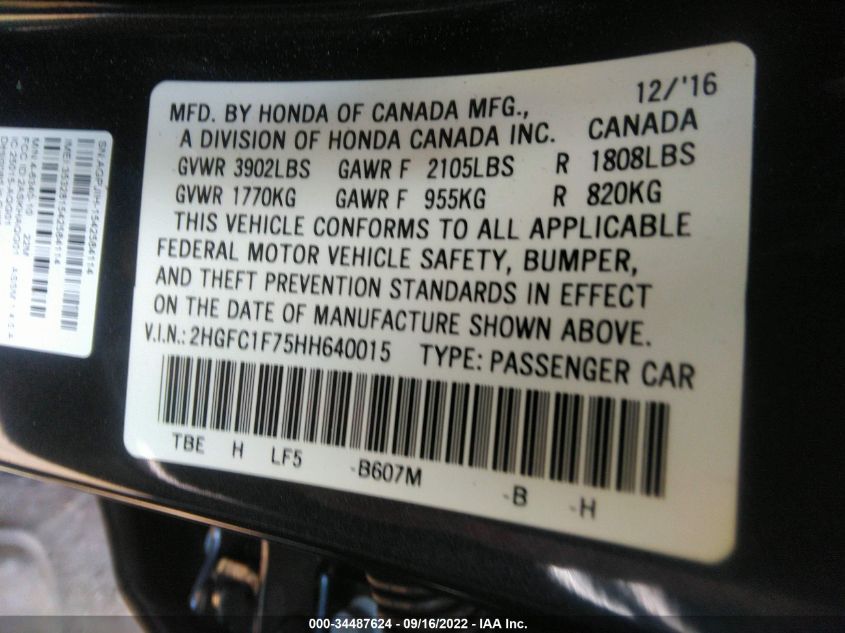 12/'16
MFD. BY HONDA OF CANADA MFG.,
A DIVISION OF HONDA CANADA INC. CANADA
GVWR 3902LBS GAWR F 2105LBS R 1808LBS
GVWR 1770KG GAWR F 955KG R 820KG
THIS VEHICLE CONFORMS TO ALL APPLICABLE
FEDERAL MOTOR VEHICLE SAFETY, BUMPER,
AND THEFT PREVENTION STANDARDS IN EFFECT
ON THE DATE OF MANUFACTURE SHOWN ABOVE.
V.I.N.: 2HGFC1F75HH640015 TYPE: PASSENGER CAR
TBE H LF5 -B607M -B -H
000-34487624 - 09/16/2022 - IAA Inc.